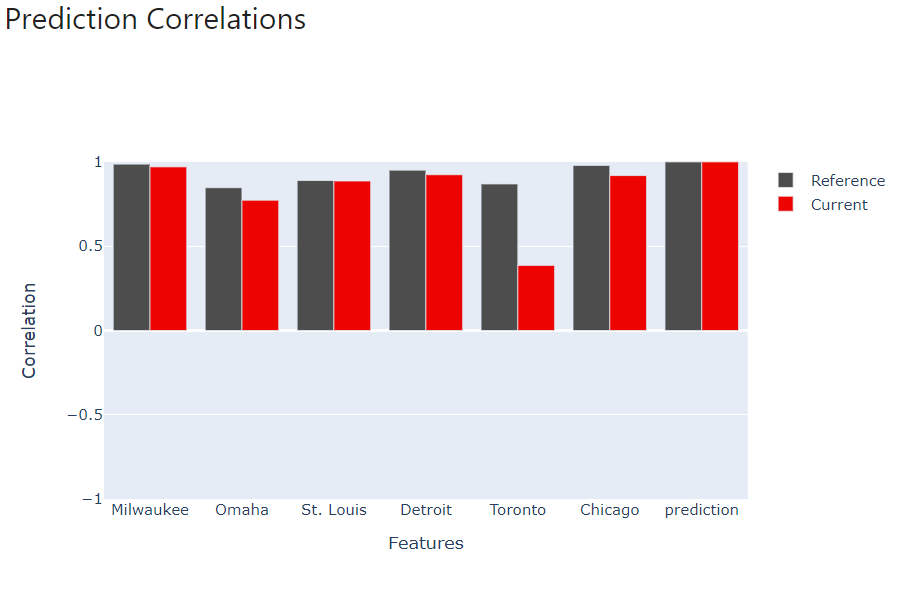 Prediction Correlations
1
0.5
0
−0.5
−1
Correlation
Milwaukee Omaha St. Louis Detroit Toronto Chicago prediction
Features
Reference
Current